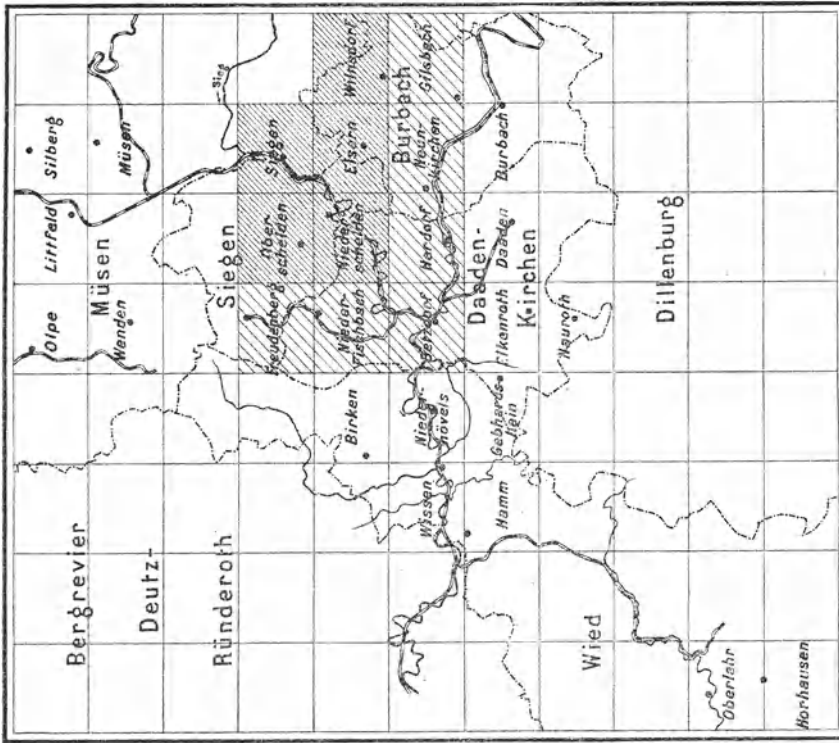 Bergrevier
Deutz-
Ründeroth
Olpe
Wenden
Müsen
Littfeld
Silberg
Müsen
Siegen
Sieg
Freudenberg
Ober
schelden
Siegen
Nieder
fischbach
Nieder
schelden
Eisern
Wilnsdorf
Birken
Burbach
Wissen
Nieder-
hövels
Betzdorf
Herdorf
Neun-
kirchen
Gilsbach
Daaden-
Kirchen
Hamm
Gebhards-
hain
Elkenroth
Daaden
Burbach
Nauroth
Wied
Dillenburg
Oberlahr
Horhausen